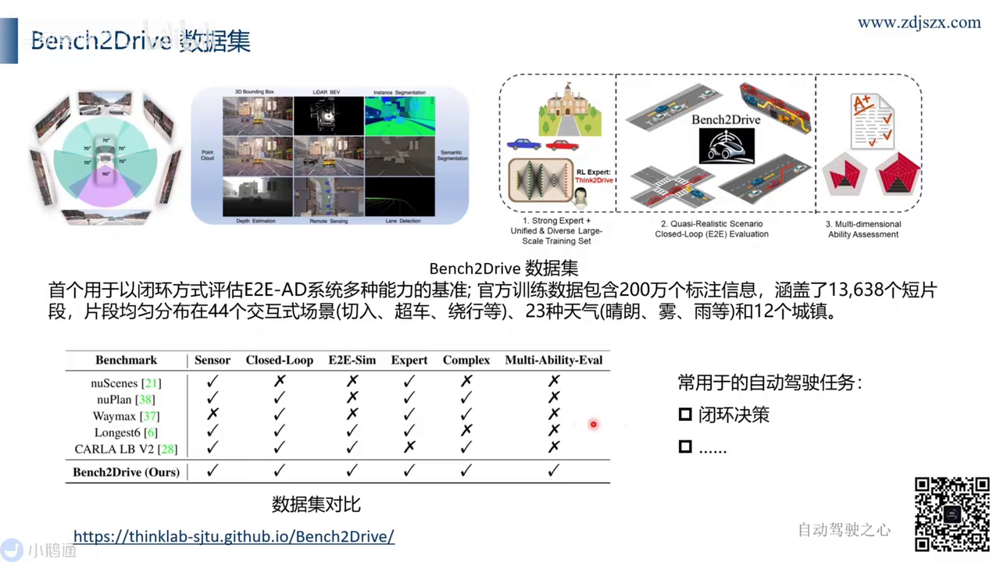 www.zdjszx.com
Bench2Drive 数据集
3D Bounding Box
LiDAR BEV
Instance Segmentation
Point
Cloud
Semantic
Segmentation
Depth Estimation
Remote Sensing
Lane Detection
70°
70°
70°
70°
70°
110°
RL Expert:
Think2Drive
Bench2Drive
A+
1. Strong Expert +
Unified & Diverse Large-
Scale Training Set
2. Quasi-Realistic Scenario
Closed-Loop (E2E) Evaluation
3. Multi-dimensional
Ability Assessment
Bench2Drive 数据集
首个用于以闭环方式评估E2E-AD系统多种能力的基准; 官方训练数据包含200万个标注信息，涵盖了13,638个短片
段，片段均匀分布在44个交互式场景(切入、超车、绕行等)、23种天气(晴朗、雾、雨等)和12个城镇。
Benchmark Sensor Closed-Loop E2E-Sim Expert Complex Multi-Ability-Eval
nuScenes [21] ✓ ✗ ✗ ✓ ✗ ✗
nuPlan [38] ✓ ✓ ✗ ✓ ✓ ✗
Waymax [37] ✗ ✓ ✗ ✓ ✓ ✗
Longest6 [6] ✓ ✓ ✓ ✓ ✗ ✗
CARLA LB V2 [28] ✓ ✓ ✓ ✗ ✓ ✗
Bench2Drive (Ours) ✓ ✓ ✓ ✓ ✓ ✓
数据集对比
常用于的自动驾驶任务：
闭环决策
......
https://thinklab-sjtu.github.io/Bench2Drive/
自动驾驶之心
小鹅通